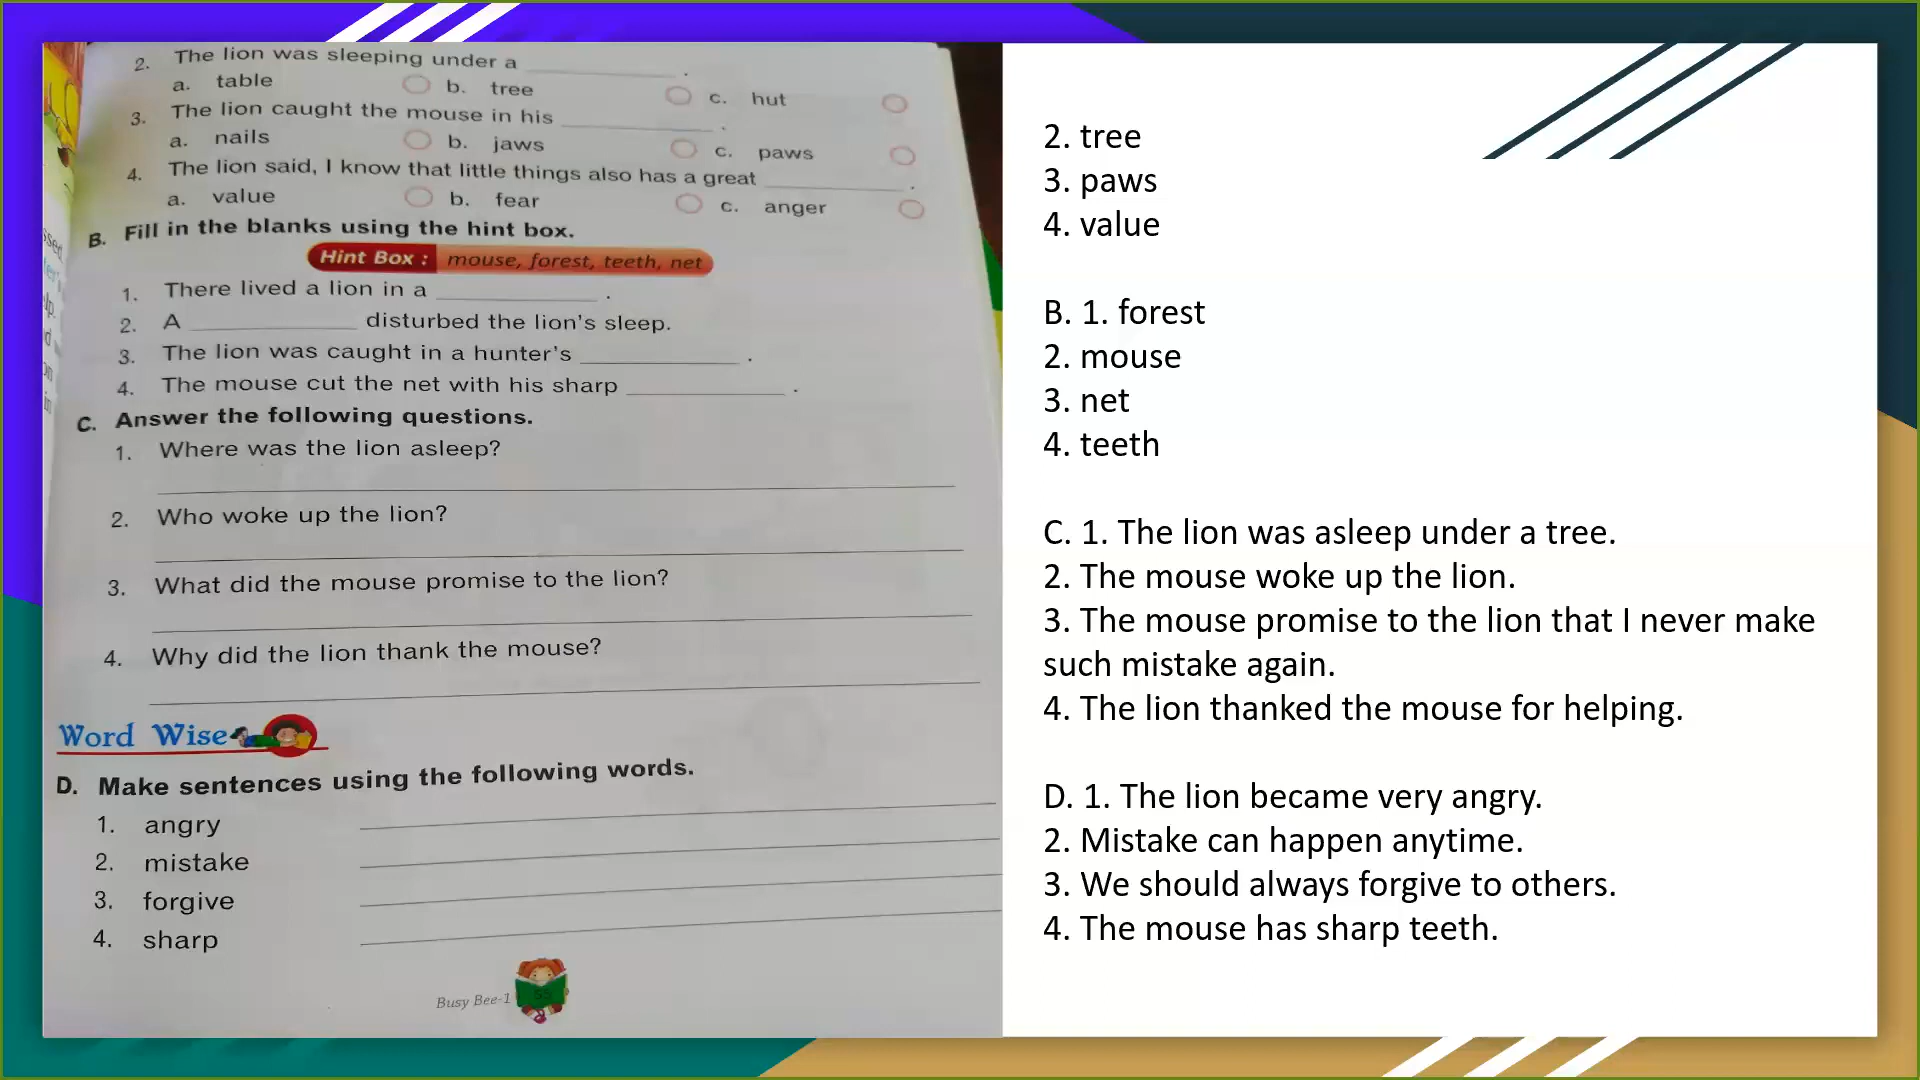 2. The lion was sleeping under a ____________ .
a. table b. tree c. hut
3. The lion caught the mouse in his ____________ .
a. nails b. jaws c. paws
4. The lion said, I know that little things also has a great ____________ .
a. value b. fear c. anger
B. Fill in the blanks using the hint box.
Hint Box : mouse, forest, teeth, net
1. There lived a lion in a ____________ .
2. A ____________ disturbed the lion's sleep.
3. The lion was caught in a hunter's ____________ .
4. The mouse cut the net with his sharp ____________ .
C. Answer the following questions.
1. Where was the lion asleep?
2. Who woke up the lion?
3. What did the mouse promise to the lion?
4. Why did the lion thank the mouse?
Word Wise
D. Make sentences using the following words.
1. angry
2. mistake
3. forgive
4. sharp
Busy Bee-1
2. tree
3. paws
4. value
B. 1. forest
2. mouse
3. net
4. teeth
C. 1. The lion was asleep under a tree.
2. The mouse woke up the lion.
3. The mouse promise to the lion that I never make
such mistake again.
4. The lion thanked the mouse for helping.
D. 1. The lion became very angry.
2. Mistake can happen anytime.
3. We should always forgive to others.
4. The mouse has sharp teeth.